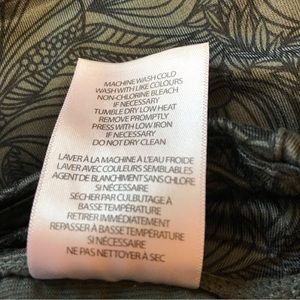 MACHINE WASH COLD
WASH WITH LIKE COLOURS
NON-CHLORINE BLEACH
IF NECESSARY
TUMBLE DRY LOW HEAT
REMOVE PROMPTLY
PRESS WITH LOW IRON
IF NECESSARY
DO NOT DRY CLEAN
LAVER À LA MACHINE À L'EAU FROIDE
LAVER AVEC COULEURS SEMBLABLES
AGENT DE BLANCHIMENT SANS CHLORE
SI NÉCESSAIRE
SÉCHER PAR CULBUTAGE À
BASSE TEMPÉRATURE
RETIRER IMMÉDIATEMENT
REPASSER À BASSE TEMPÉRATURE
SI NÉCESSAIRE
NE PAS NETTOYER À SEC